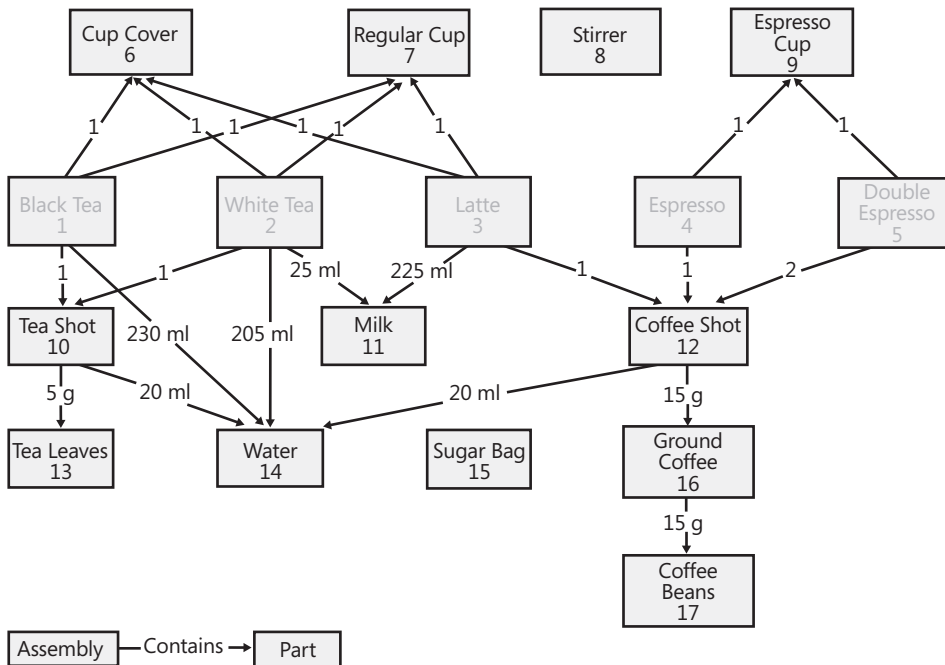 Cup Cover
6
Regular Cup
7
Stirrer
8
Espresso
Cup
9
1
1
1
1
1
1
1
1
Black Tea
1
White Tea
2
Latte
3
Espresso
4
Double
Espresso
5
1
1
25 ml
225 ml
1
1
2
Tea Shot
10
230 ml
205 ml
Milk
11
Coffee Shot
12
5 g
20 ml
20 ml
15 g
Tea Leaves
13
Water
14
Sugar Bag
15
Ground
Coffee
16
15 g
Coffee
Beans
17
Assembly
Contains
Part